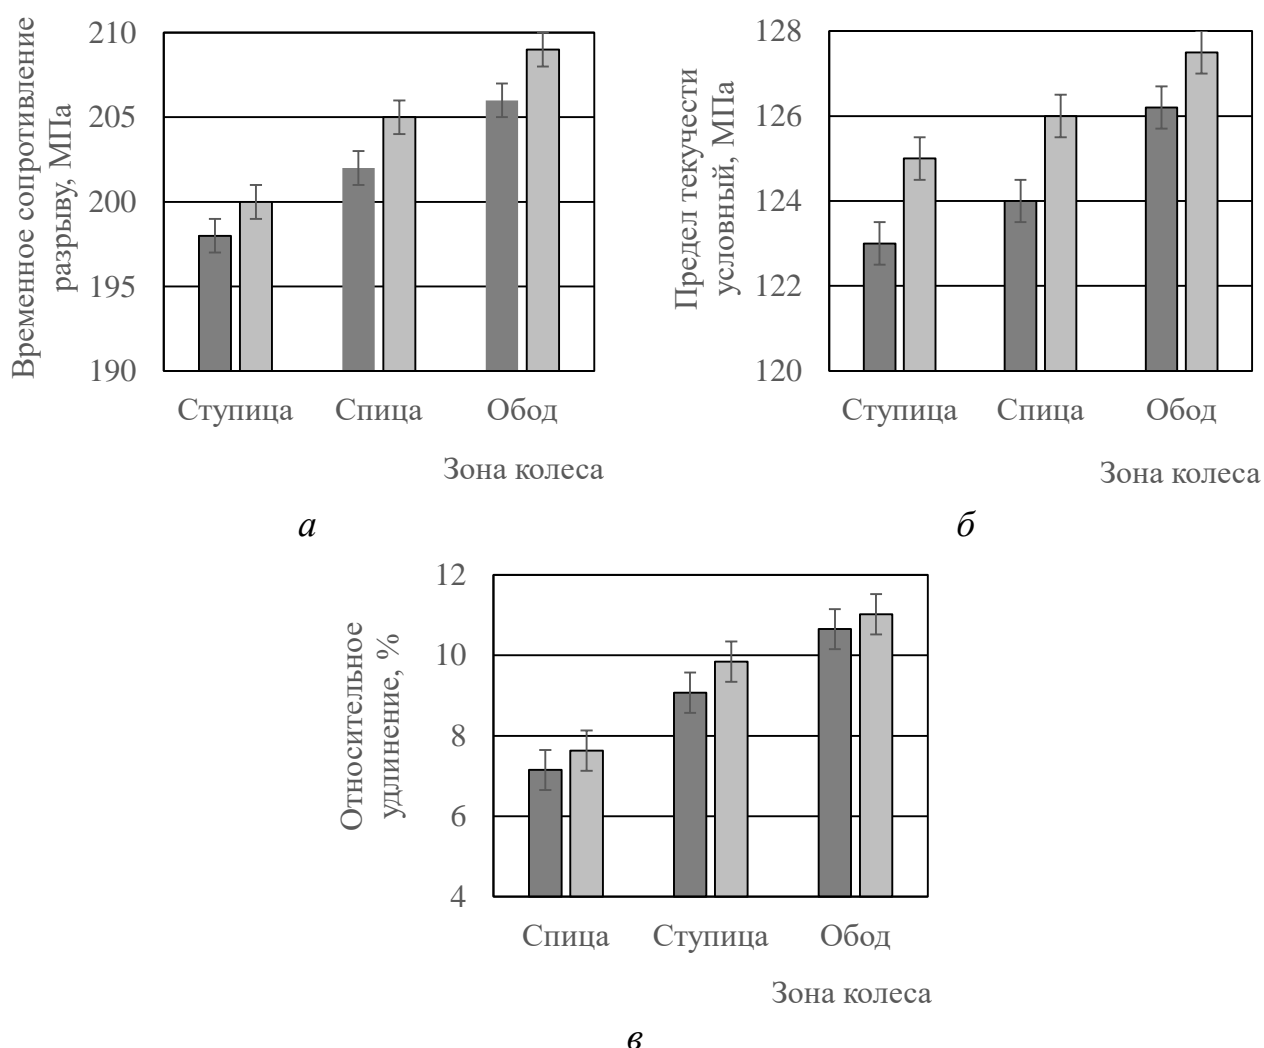 Временное сопротивление
разрыву, МПа
210
205
200
195
190
Ступица Спица Обод
Зона колеса
а
Предел текучести
условный, МПа
128
126
124
122
120
Ступица Спица Обод
Зона колеса
б
Относительное
удлинение, %
12
10
8
6
4
Спица Ступица Обод
Зона колеса
в